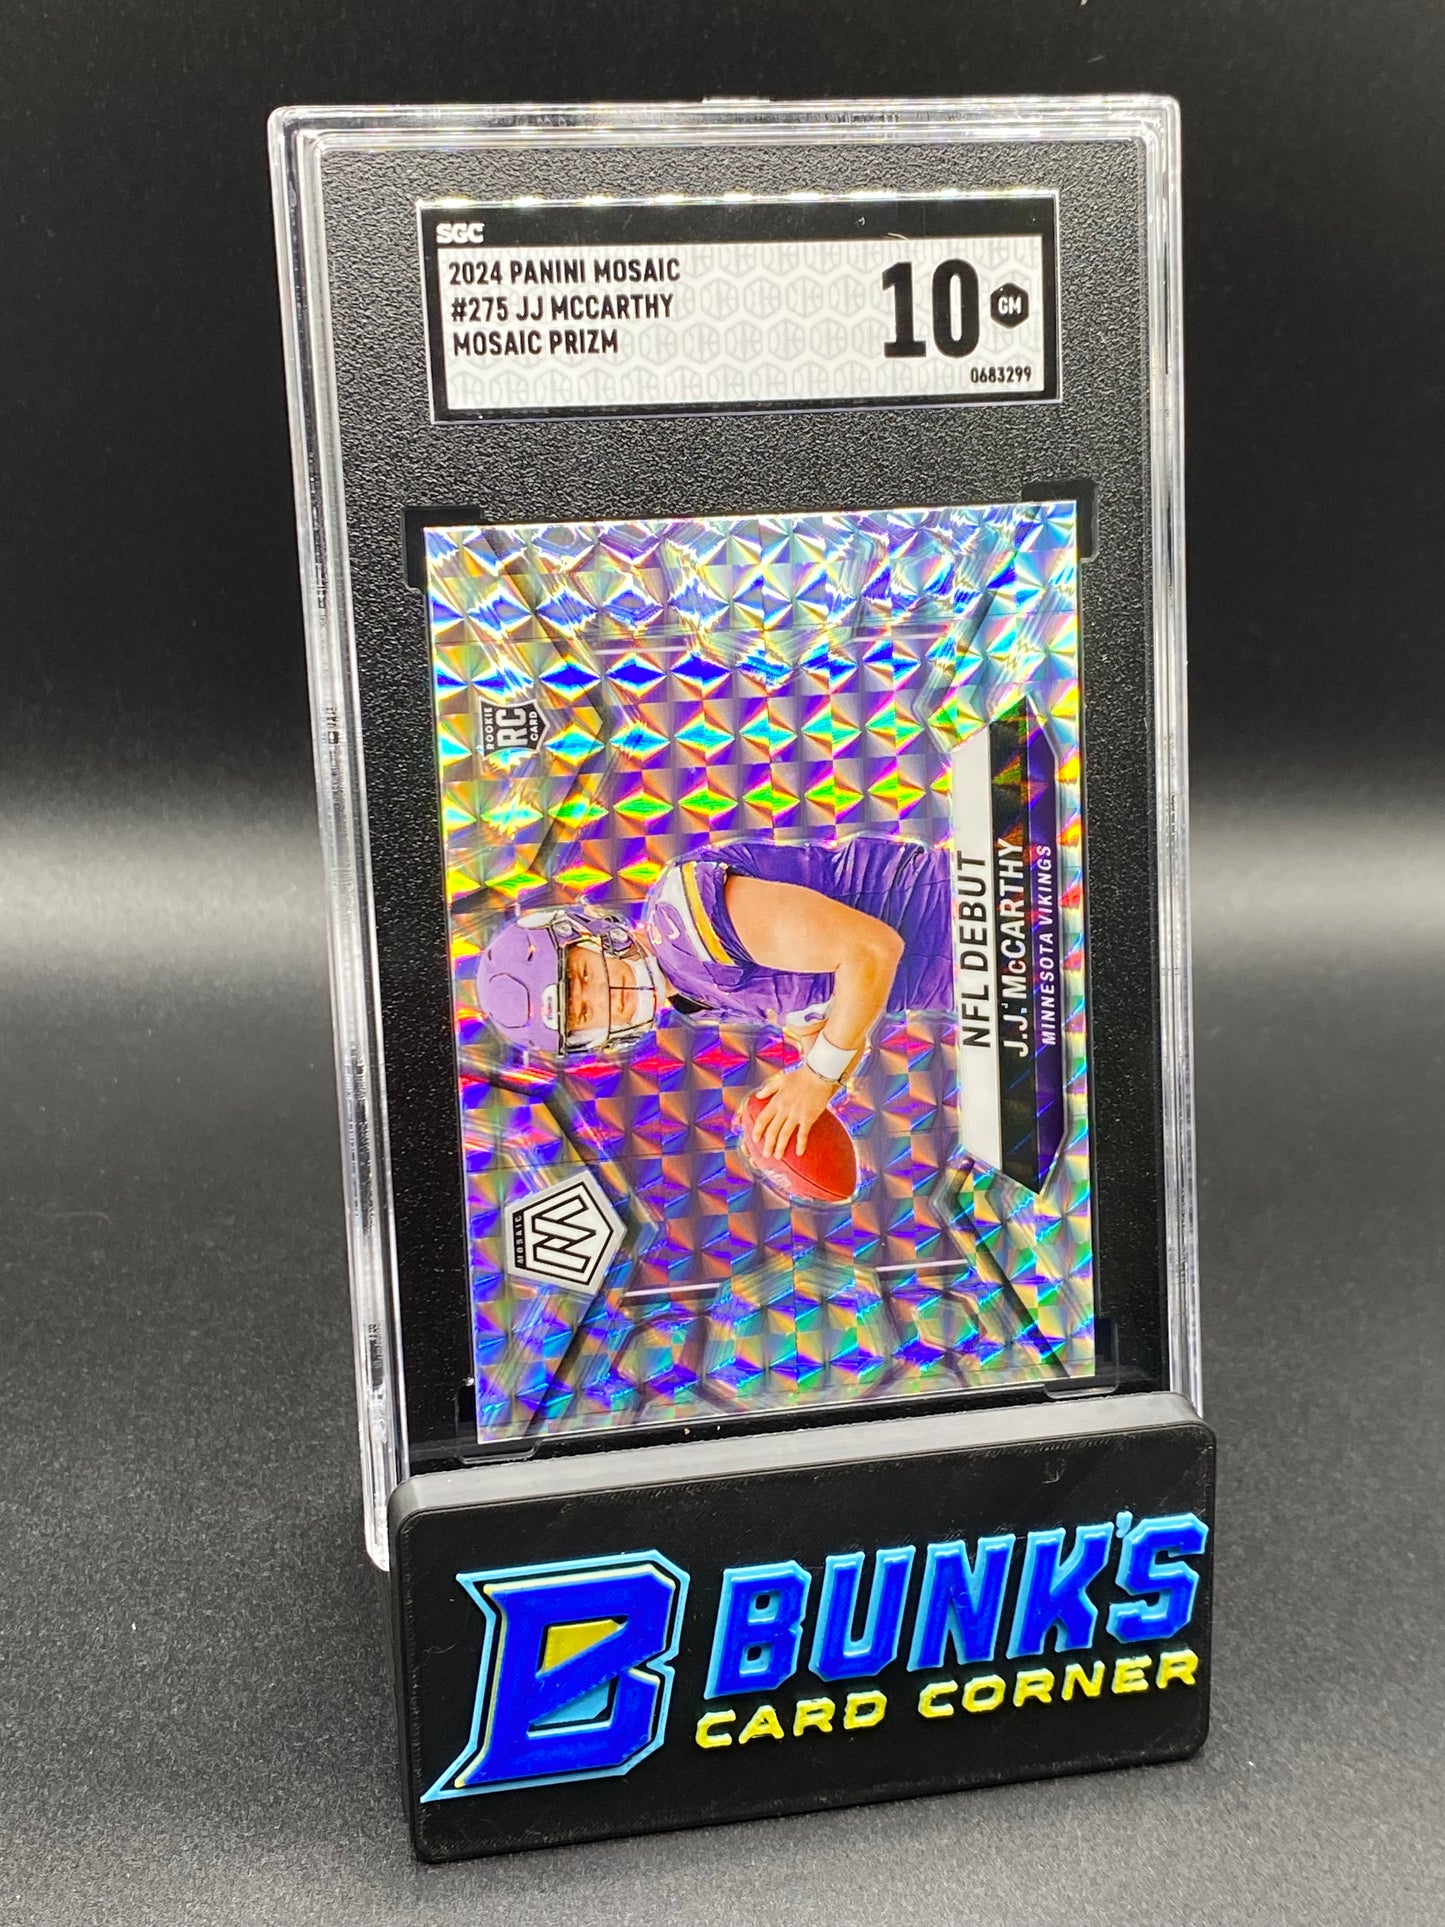 SGC
2024 PANINI MOSAIC
#275 JJ MCCARTHY
MOSAIC PRIZM
10
GM
0683299
ROOKIE
RC
CARD
NFL DEBUT
J.J. McCARTHY
MINNESOTA VIKINGS
MOSAIC
BUNK'S
CARD CORNER